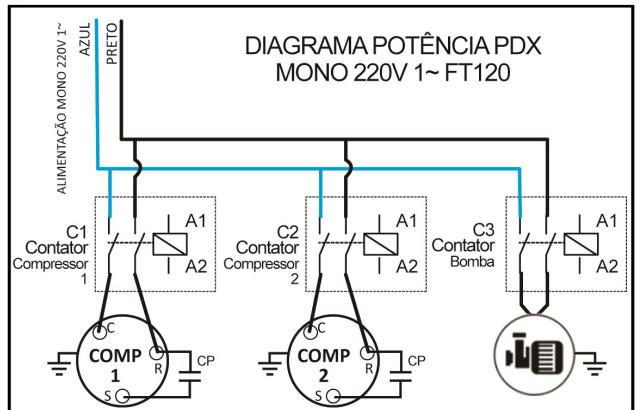 DIAGRAMA POTÊNCIA PDX
MONO 220V 1~ FT120
ALIMENTAÇÃO MONO 220V 1~
AZUL
PRETO
C1
Contator
Compressor
1
A1
A2
C2
Contator
Compressor
2
A1
A2
C3
Contator
Bomba
A1
A2
C
COMP
1
R
S
CP
C
COMP
2
R
S
CP